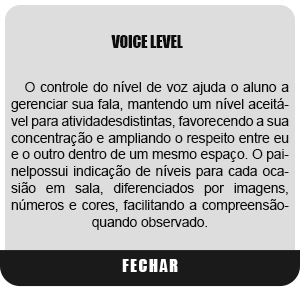 VOICE LEVEL
O controle do nível de voz ajuda o aluno a
gerenciar sua fala, mantendo um nível aceitá-
vel para atividadesdistintas, favorecendo a sua
concentração e ampliando o respeito entre eu
e o outro dentro de um mesmo espaço. O pai-
nelpossui indicação de níveis para cada oca-
sião em sala, diferenciados por imagens,
números e cores, facilitando a compreensão-
quando observado.
FECHAR